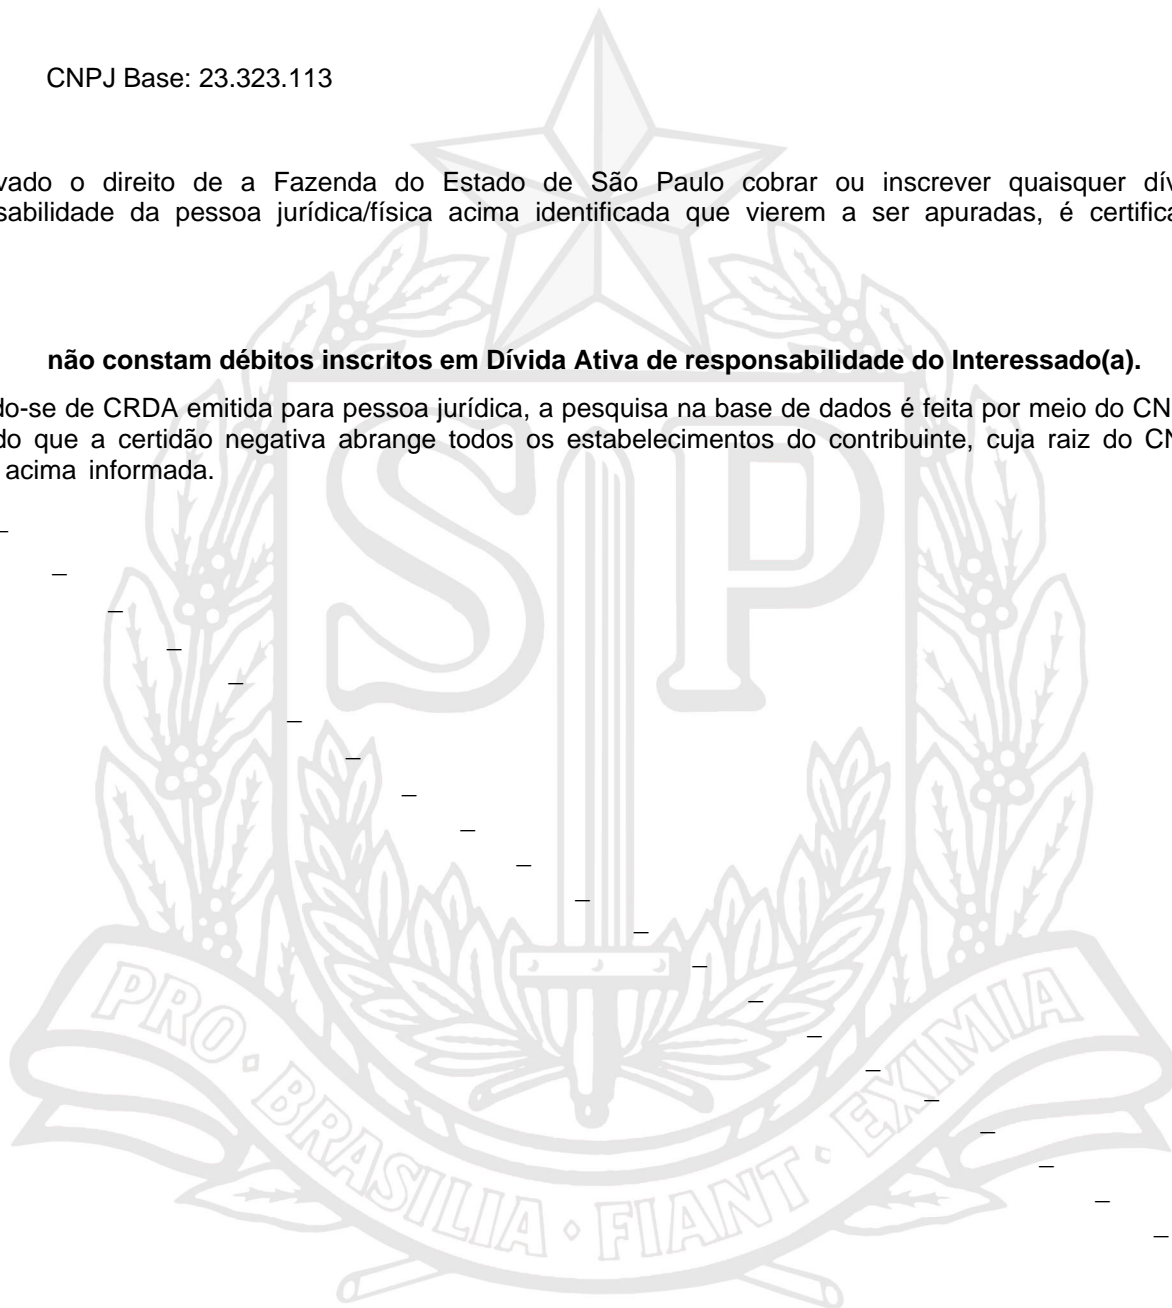 CNPJ Base: 23.323.113
vado o direito de a Fazenda do Estado de São Paulo cobrar ou inscrever quaisquer dív
sabilidade da pessoa jurídica/física acima identificada que vierem a ser apuradas, é certifica
não constam débitos inscritos em Dívida Ativa de responsabilidade do Interessado(a).
do-se de CRDA emitida para pessoa jurídica, a pesquisa na base de dados é feita por meio do CN
do que a certidão negativa abrange todos os estabelecimentos do contribuinte, cuja raiz do CN
acima informada.
SP
PRO • BRASILIA • FIANT • EXIMIA